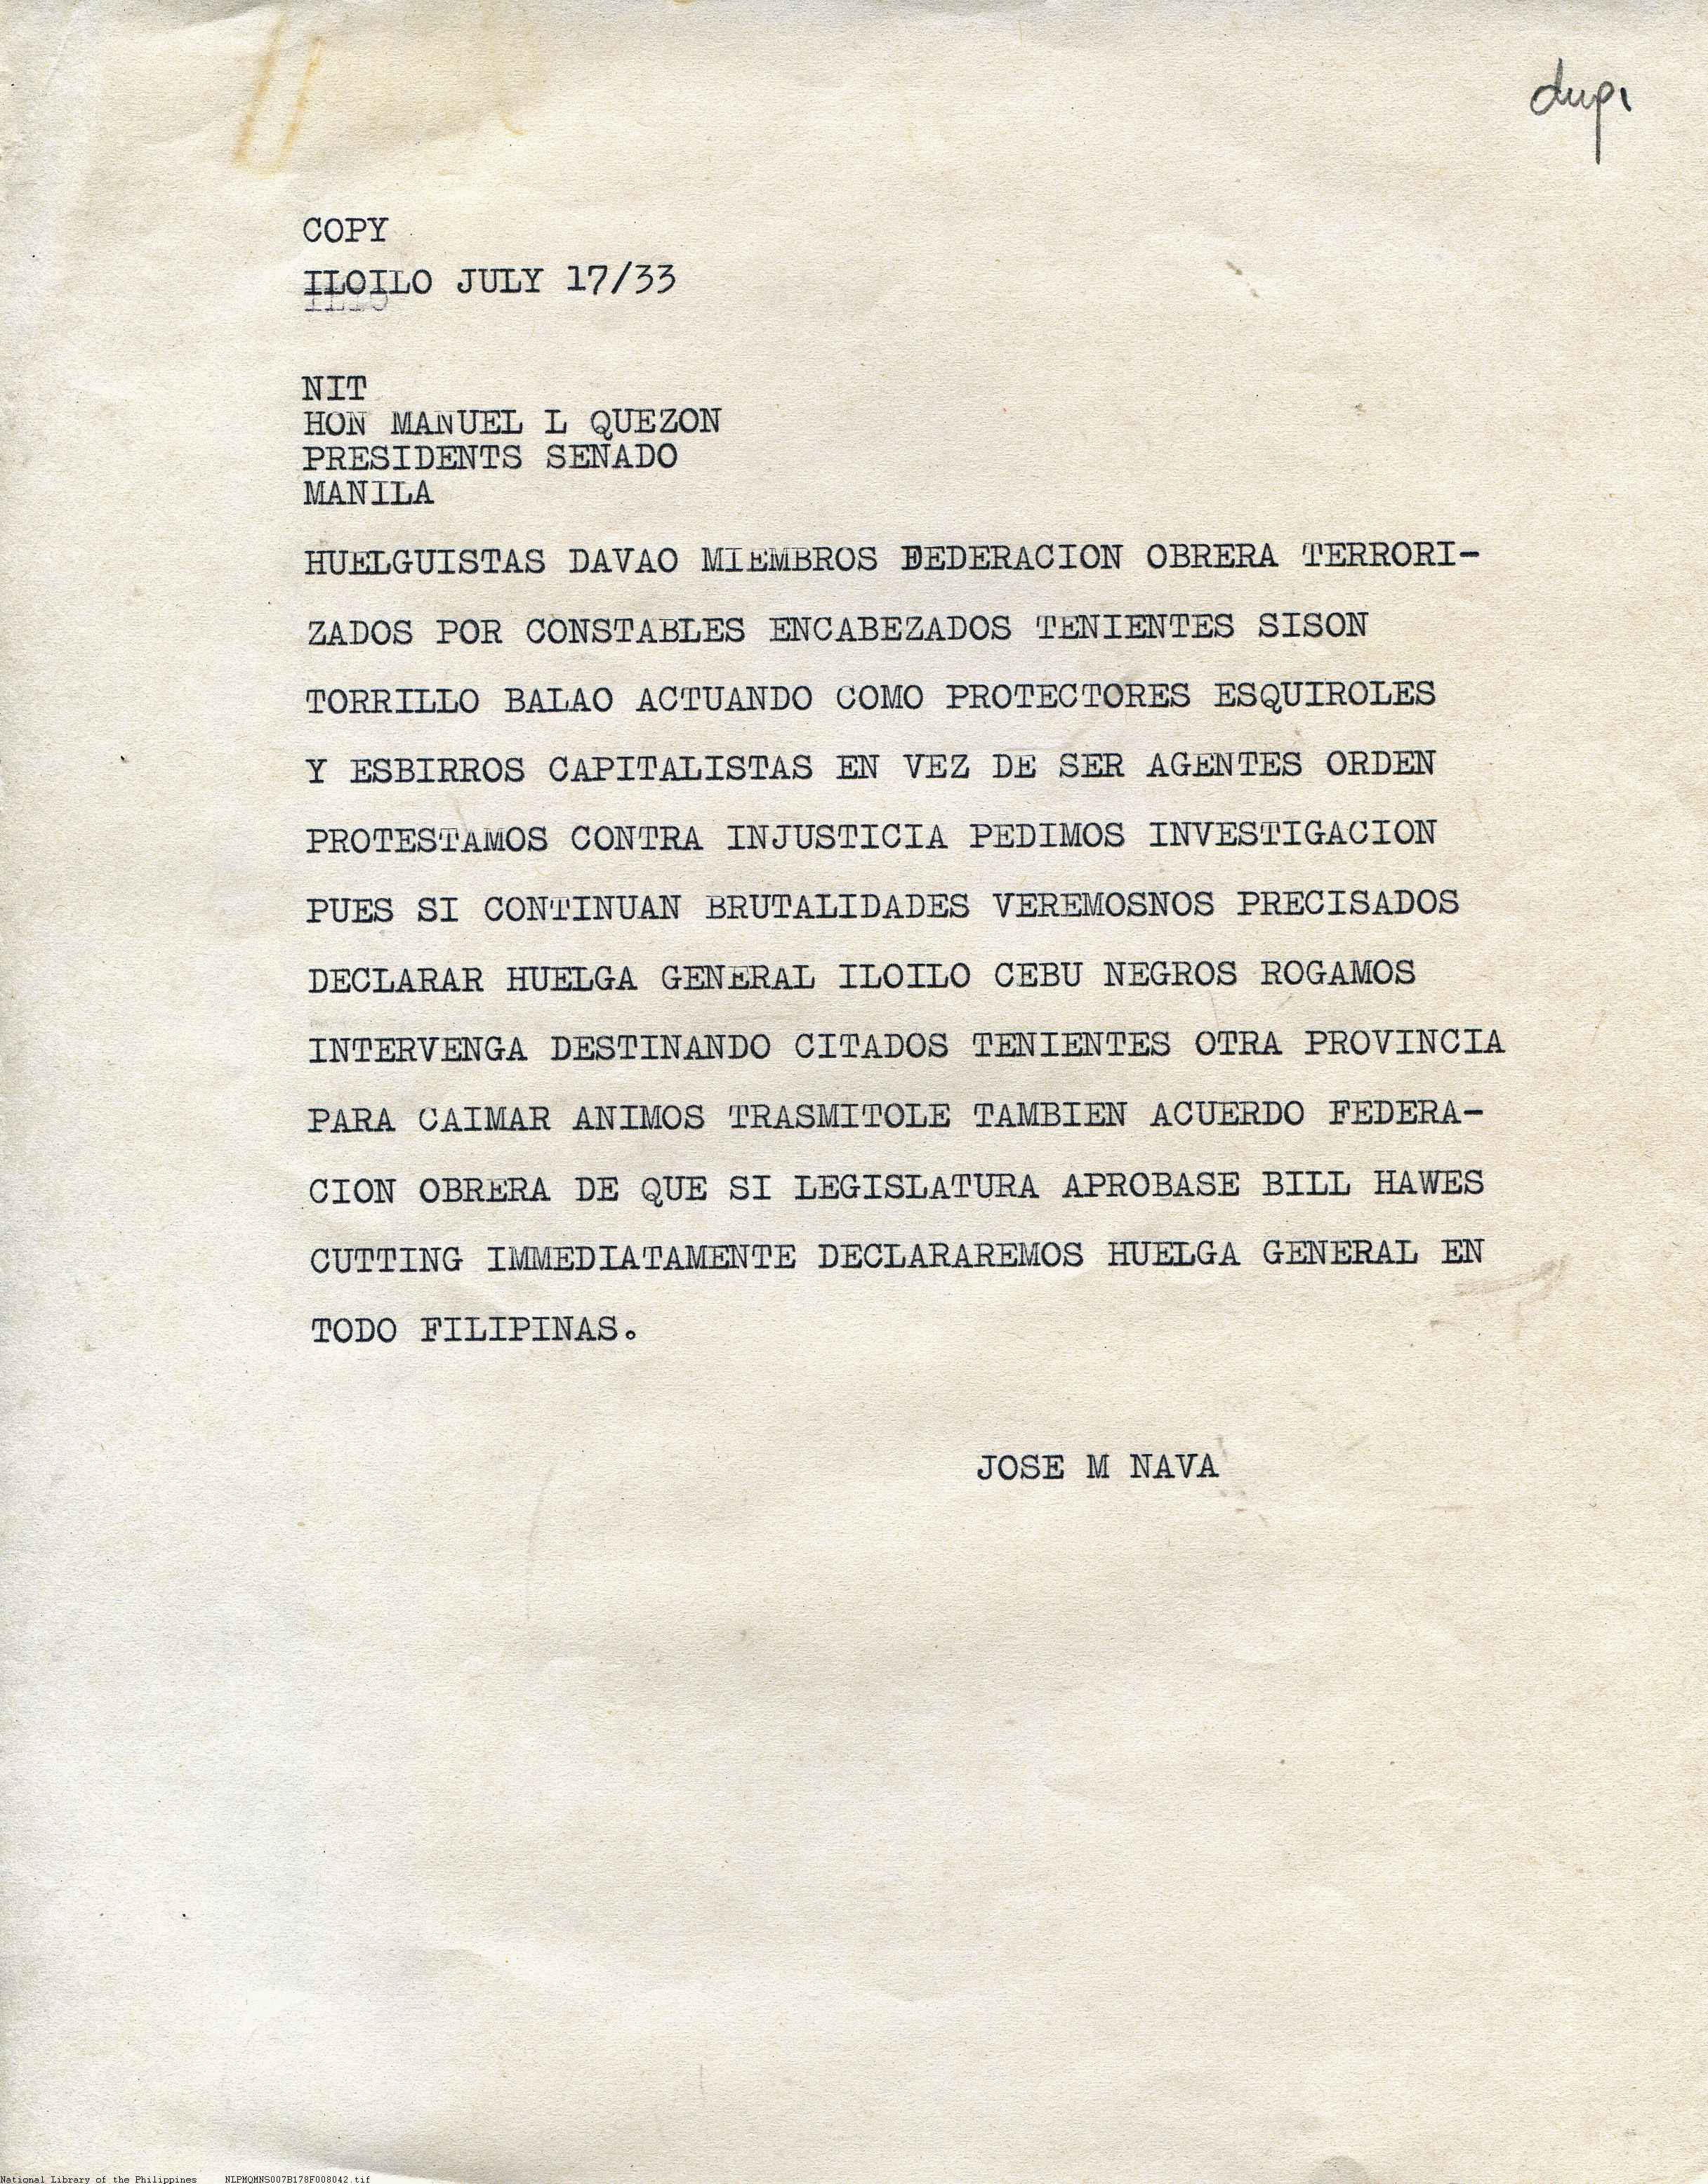 dupl
COPY
ILOILO JULY 17/33
NIT
HON MANUEL L QUEZON
PRESIDENTS SENADO
MANILA
HUELGUISTAS DAVAO MIEMBROS FEDERACION OBRERA TERRORI-
ZADOS POR CONSTABLES ENCABEZADOS TENIENTES SISON
TORRILLO BALAO ACTUANDO COMO PROTECTORES ESQUIROLES
Y ESBIRROS CAPITALISTAS EN VEZ DE SER AGENTES ORDEN
PROTESTAMOS CONTRA INJUSTICIA PEDIMOS INVESTIGACION
PUES SI CONTINUAN BRUTALIDADES VEREMOSNOS PRECISADOS
DECLARAR HUELGA GENERAL ILOILO CEBU NEGROS ROGAMOS
INTERVENGA DESTINANDO CITADOS TENIENTES OTRA PROVINCIA
PARA CAIMAR ANIMOS TRASMITOLE TAMBIEN ACUERDO FEDERA-
CION OBRERA DE QUE SI LEGISLATURA APROBASE BILL HAWES
CUTTING IMMEDIATAMENTE DECLARAREMOS HUELGA GENERAL EN
TODO FILIPINAS.
JOSE M NAVA
National Library of the Philippines NLPMQMNS007B178F008042.tif